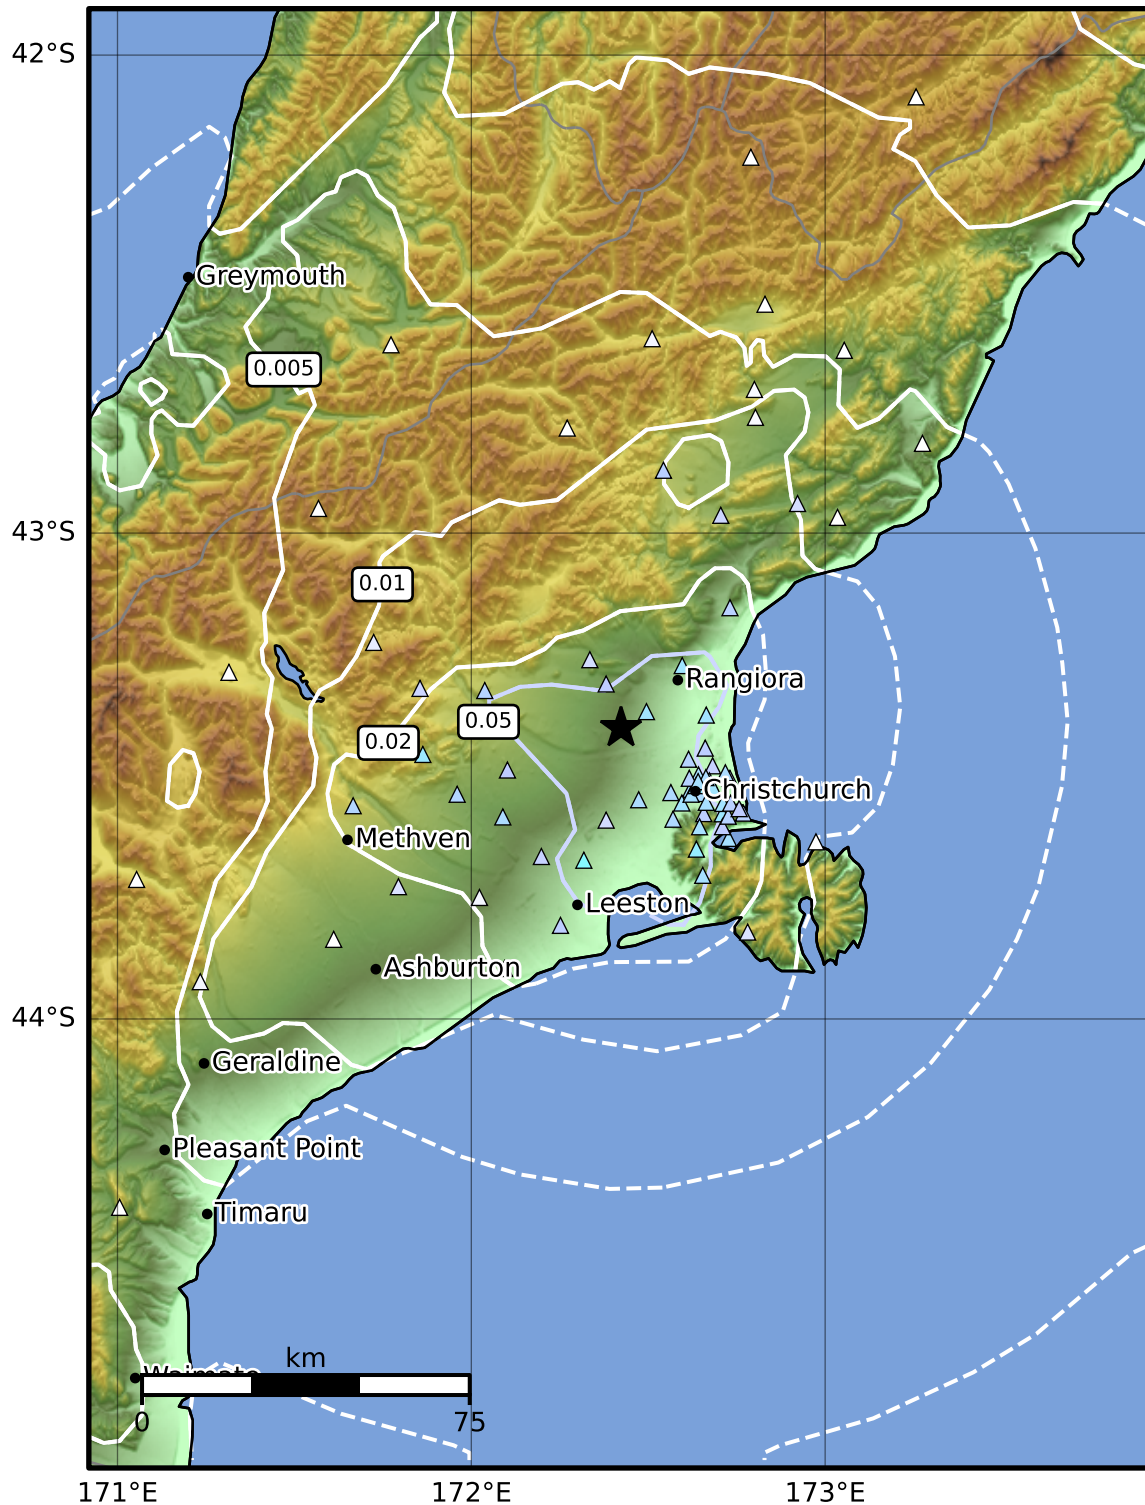 42°S
Greymouth
0.005
43°S
0.01
Rangiora
0.05
0.02
Christchurch
Methven
Leeston
Ashburton
44°S
Geraldine
Pleasant Point
Timaru
km
Waimate
0 75
171°E 172°E 173°E